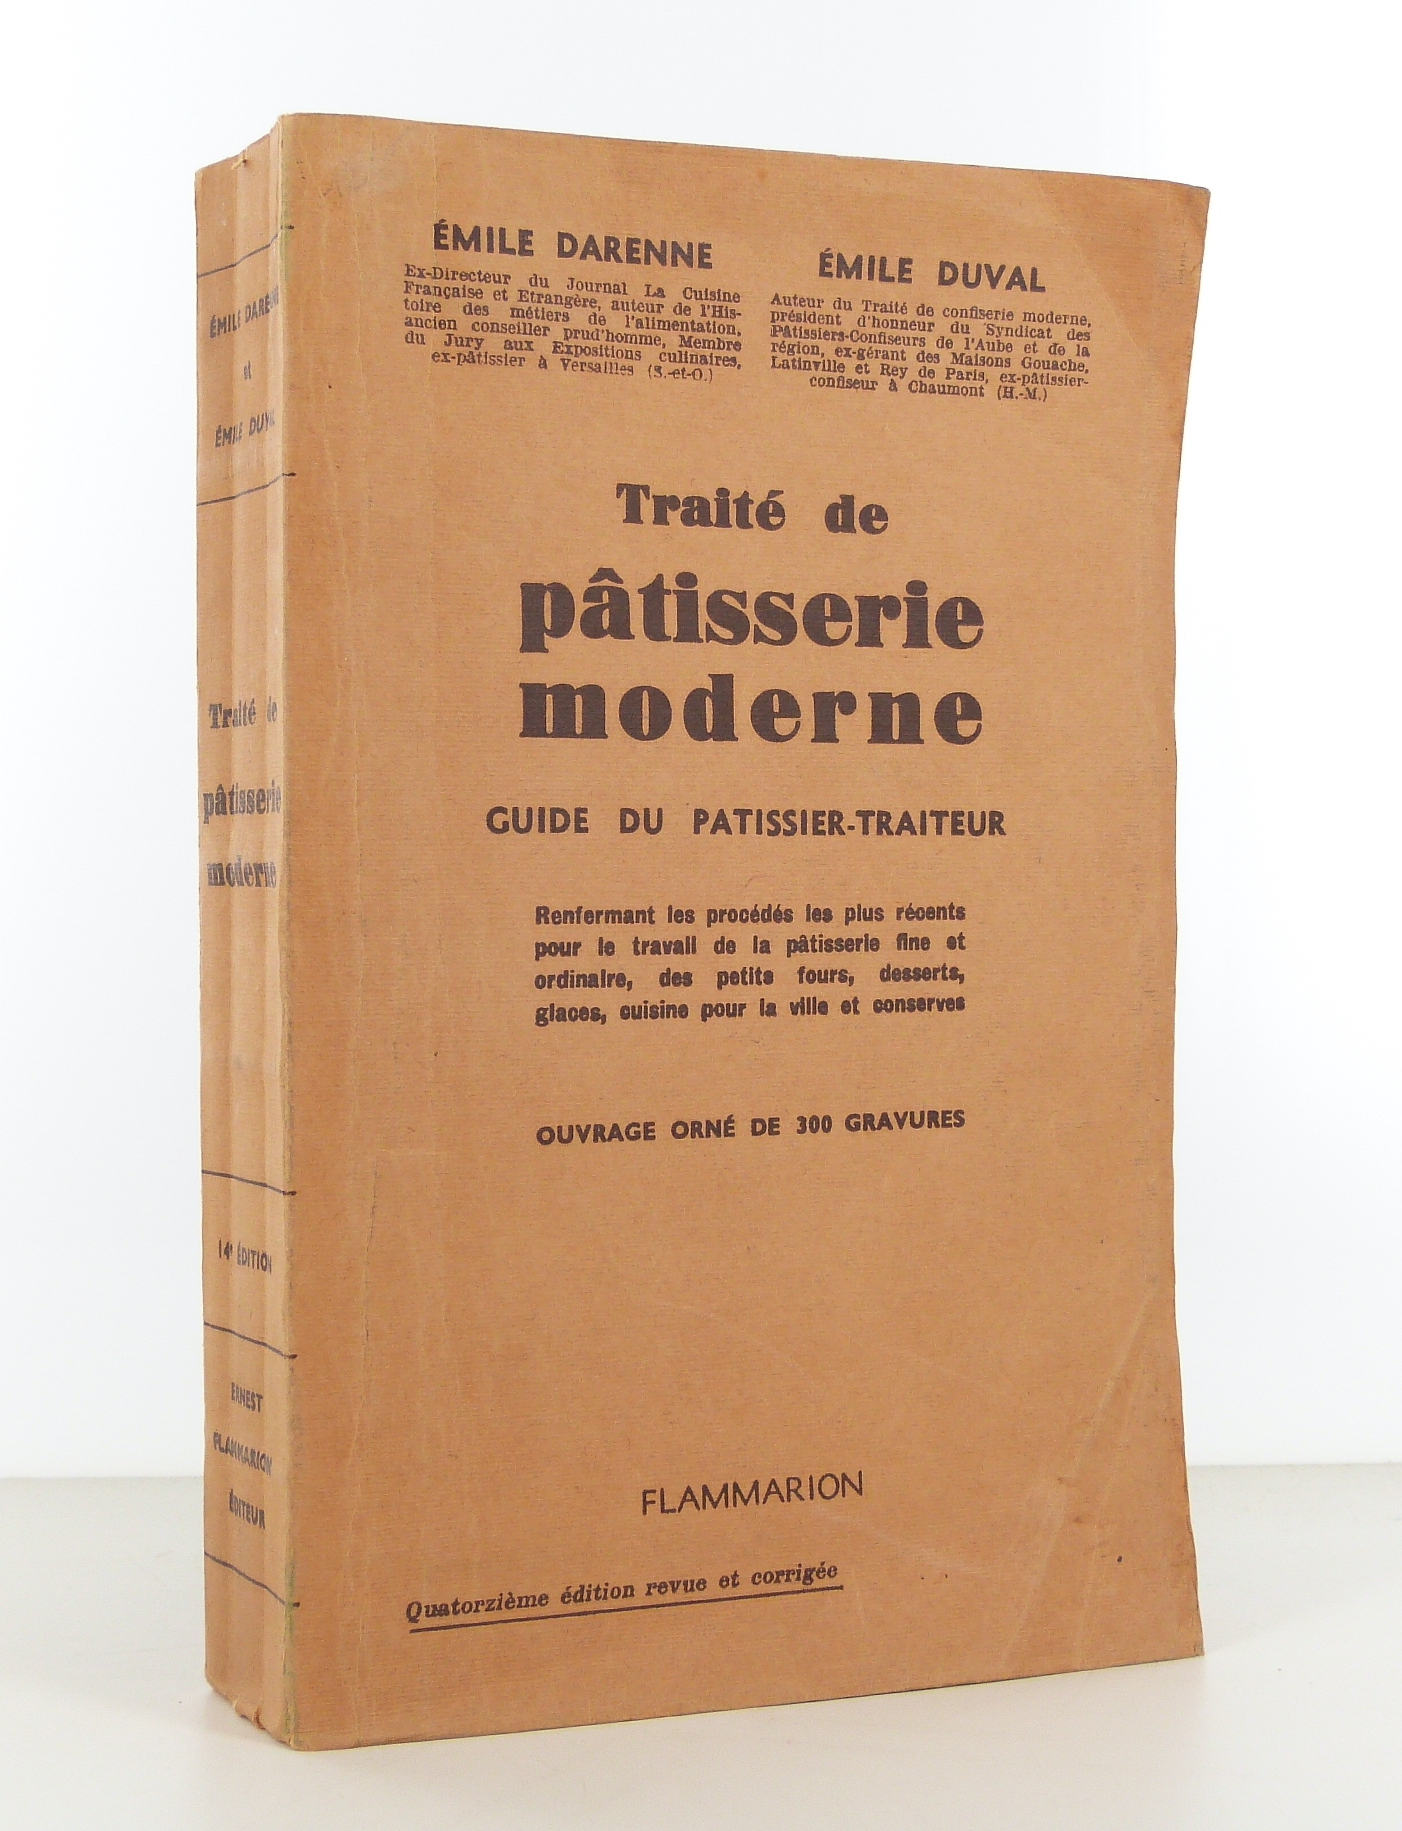 ÉMILE DARENNE
et
ÉMILE DUVAL
Traité de
pâtisserie
moderne
14e ÉDITION
ERNEST
FLAMMARION
ÉDITEUR
ÉMILE DARENNE
Ex-Directeur du Journal La Cuisine
Française et Etrangère, auteur de l'His-
toire des métiers de l'alimentation,
ancien conseiller prud'homme, Membre
du Jury aux Expositions culinaires,
ex-pâtissier à Versailles (S.-et-O.)
ÉMILE DUVAL
Auteur du Traité de confiserie moderne,
président d'honneur du Syndicat des
Pâtissiers-Confiseurs de l'Aube et de la
région, ex-gérant des Maisons Gouache,
Latinville et Rey de Paris, ex-pâtissier-
confiseur à Chaumont (H.-M.)
Traité de
pâtisserie
moderne
GUIDE DU PATISSIER-TRAITEUR
Renfermant les procédés les plus récents
pour le travail de la pâtisserie fine et
ordinaire, des petits fours, desserts,
glaces, cuisine pour la ville et conserves
OUVRAGE ORNÉ DE 300 GRAVURES
FLAMMARION
Quatorzième édition revue et corrigée